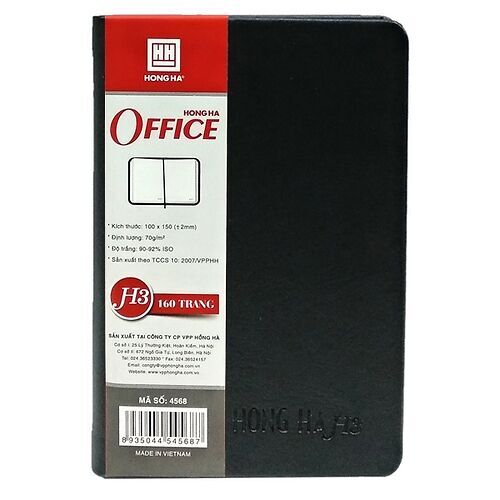 HH
HONG HA®
HONG HA
OFFICE
• Kích thước: 100 x 150 (±2mm)
• Định lượng: 70g/m²
• Độ trắng: 90-92% ISO
• Sản xuất theo TCCS 10: 2007/VPPHH
JH3 160 TRANG
SẢN XUẤT TẠI CÔNG TY CP VPP HỒNG HÀ
Cơ sở I: 25 Lý Thường Kiệt, Hoàn Kiếm, Hà Nội
Cơ sở II: 672 Ngô Gia Tự, Long Biên, Hà Nội
Tel: 024.36523330 * Fax: 024.36524157
Email: congty@vpphongha.com.vn
Website: www.vpphongha.com.vn
MÃ SỐ: 4568
8935044 545687
MADE IN VIETNAM
HONG HA JH3